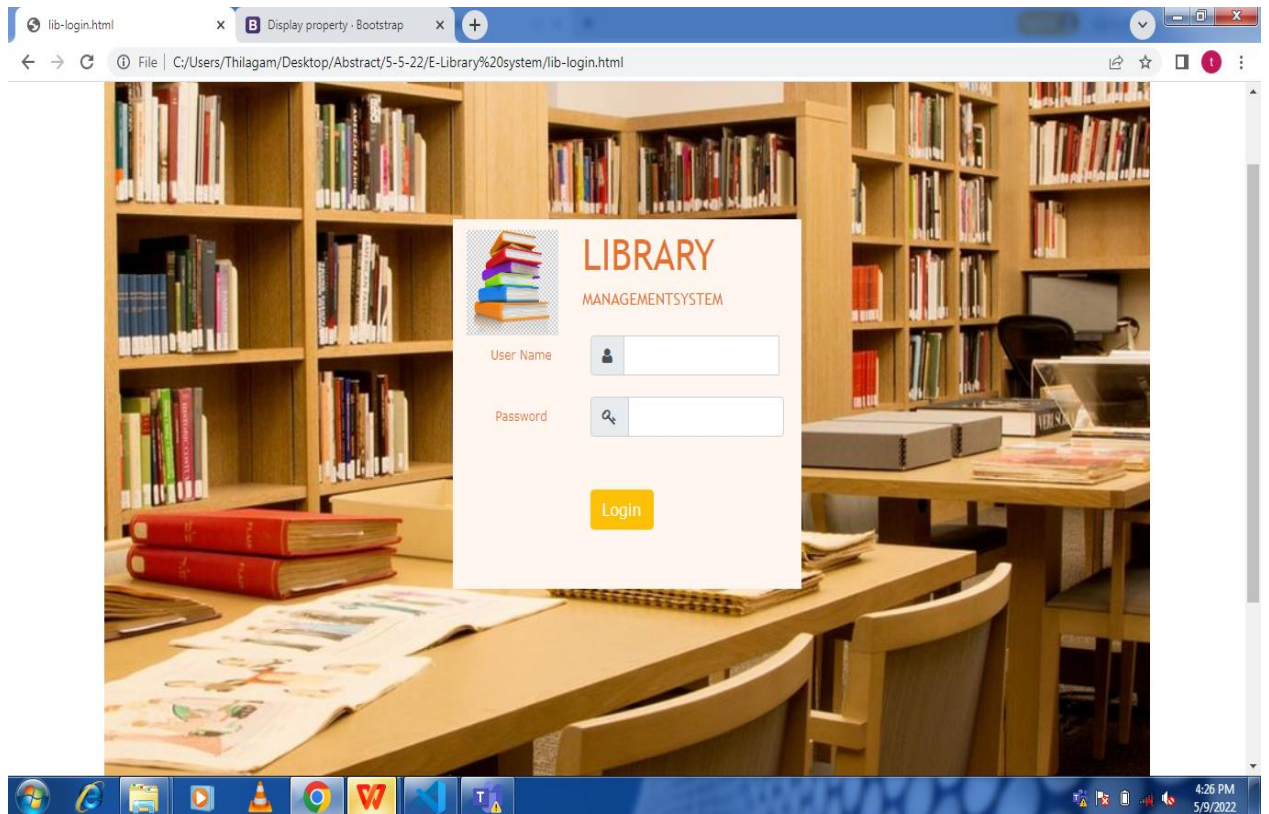 lib-login.html
Display property · Bootstrap
File | C:/Users/Thilagam/Desktop/Abstract/5-5-22/E-Library%20system/lib-login.html
t
LIBRARY
MANAGEMENTSYSTEM
User Name
Password
Login
4:26 PM
5/9/2022